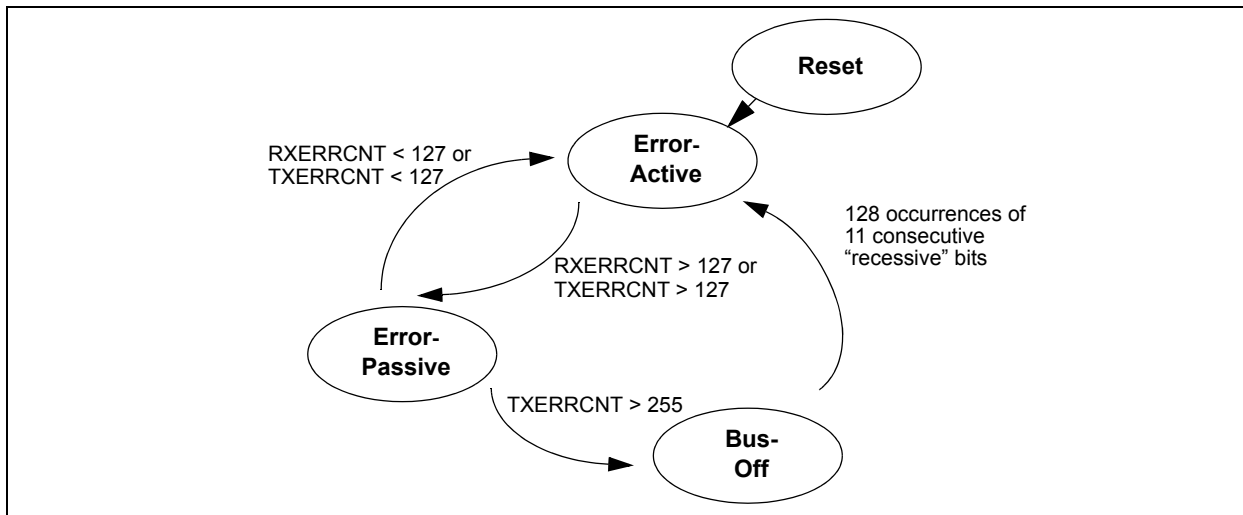 Reset
Error-
Active
RXERRCNT < 127 or
TXERRCNT < 127
128 occurrences of
11 consecutive
“recessive” bits
RXERRCNT > 127 or
TXERRCNT > 127
Error-
Passive
TXERRCNT > 255
Bus-
Off